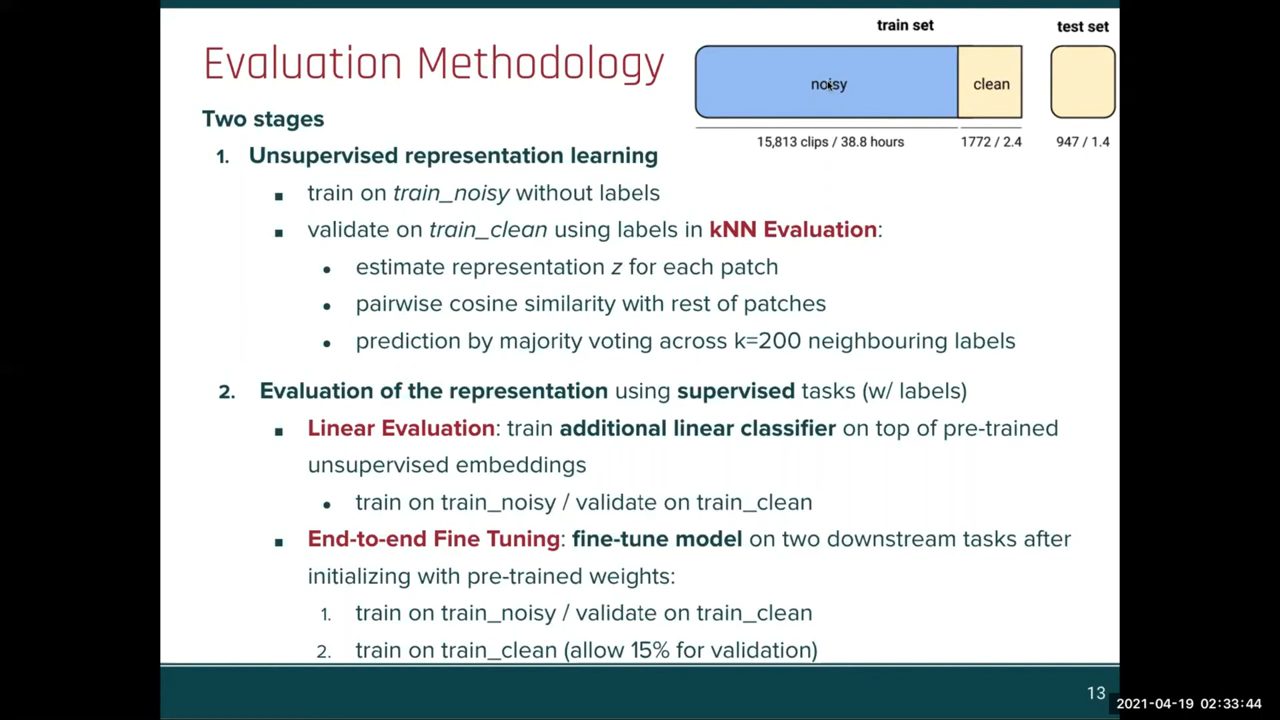 Evaluation Methodology
train set
test set
noisy
clean
15,813 clips / 38.8 hours
1772 / 2.4
947 / 1.4
Two stages
1. Unsupervised representation learning
▪ train on train_noisy without labels
▪ validate on train_clean using labels in kNN Evaluation:
• estimate representation z for each patch
• pairwise cosine similarity with rest of patches
• prediction by majority voting across k=200 neighbouring labels
2. Evaluation of the representation using supervised tasks (w/ labels)
▪ Linear Evaluation: train additional linear classifier on top of pre-trained
unsupervised embeddings
• train on train_noisy / validate on train_clean
▪ End-to-end Fine Tuning: fine-tune model on two downstream tasks after
initializing with pre-trained weights:
1. train on train_noisy / validate on train_clean
2. train on train_clean (allow 15% for validation)
13
2021-04-19 02:33:44